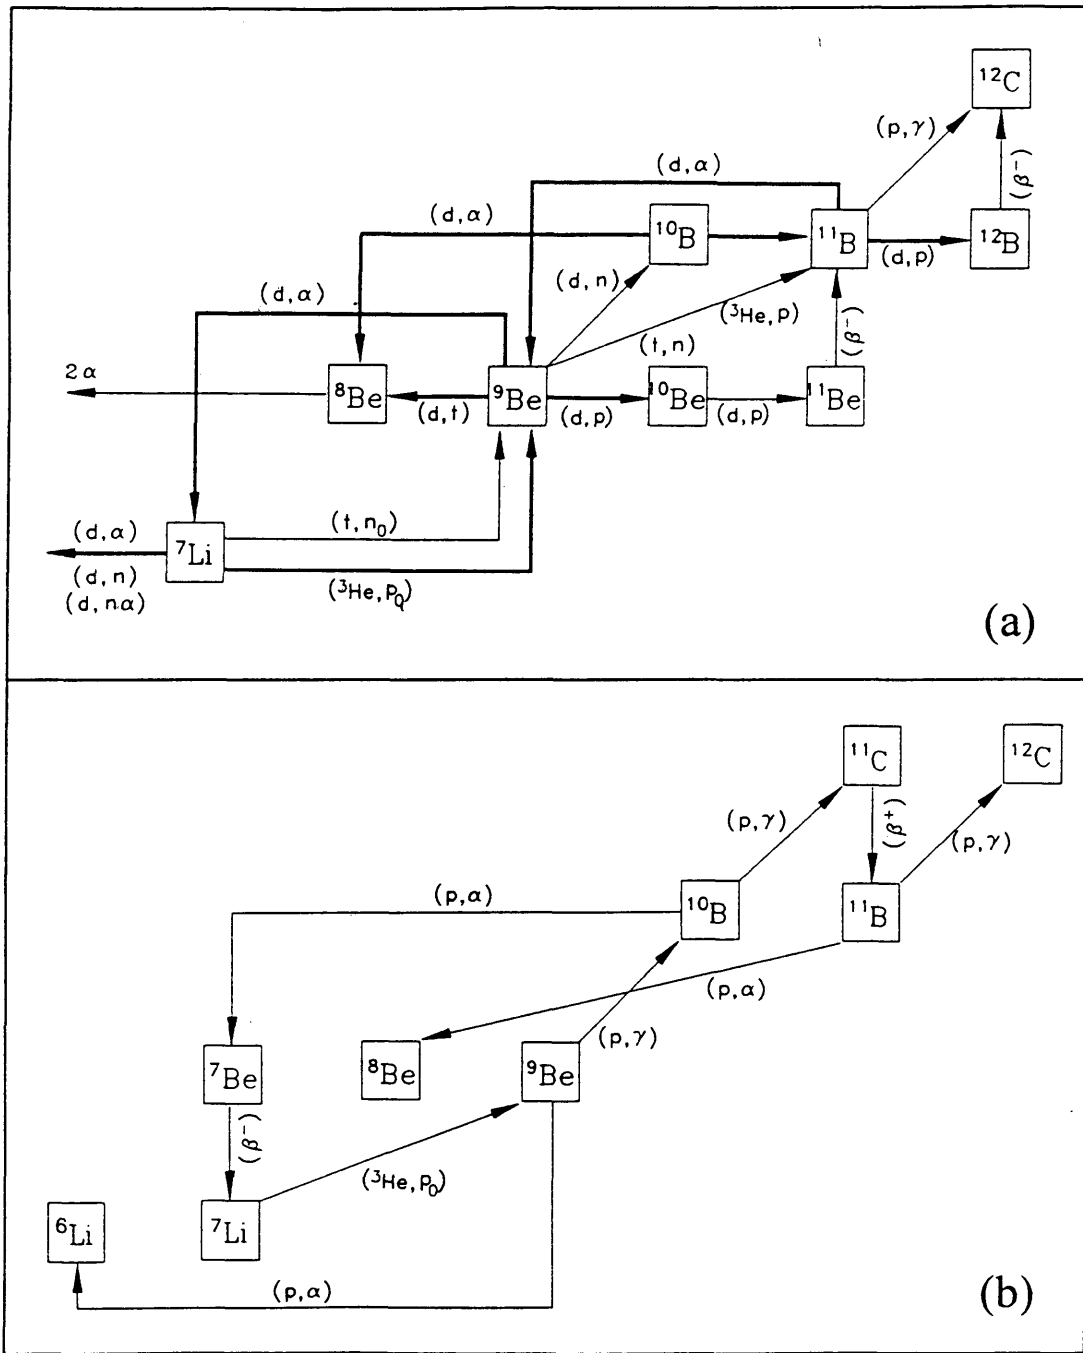 ¹²C
(p,γ)
(β⁻)
(d,α)
(d,α)
¹⁰B
¹¹B
¹²B
(d,p)
(d,n)
(d,α)
(³He,p)
(t,n)
(β⁻)
2α
⁸Be
⁹Be
¹⁰Be
¹¹Be
(d,t)
(d,p)
(d,p)
(d,α)
⁷Li
(t,n₀)
(d,n)
(³He,p₀)
(d,nα)
(a)
¹¹C
¹²C
(p,γ)
(β⁺)
(p,γ)
(p,α)
¹⁰B
¹¹B
(p,α)
(p,γ)
⁷Be
⁸Be
⁹Be
(β⁻)
(³He,p₀)
⁶Li
⁷Li
(p,α)
(b)